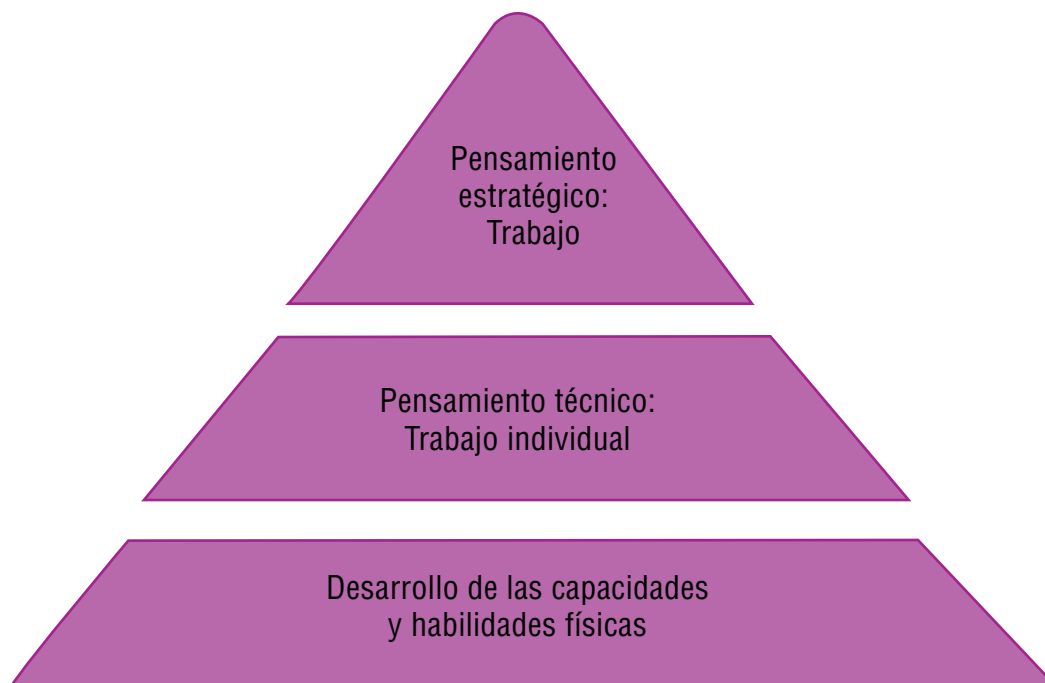 Pensamiento
estratégico:
Trabajo
Pensamiento técnico:
Trabajo individual
Desarrollo de las capacidades
y habilidades físicas